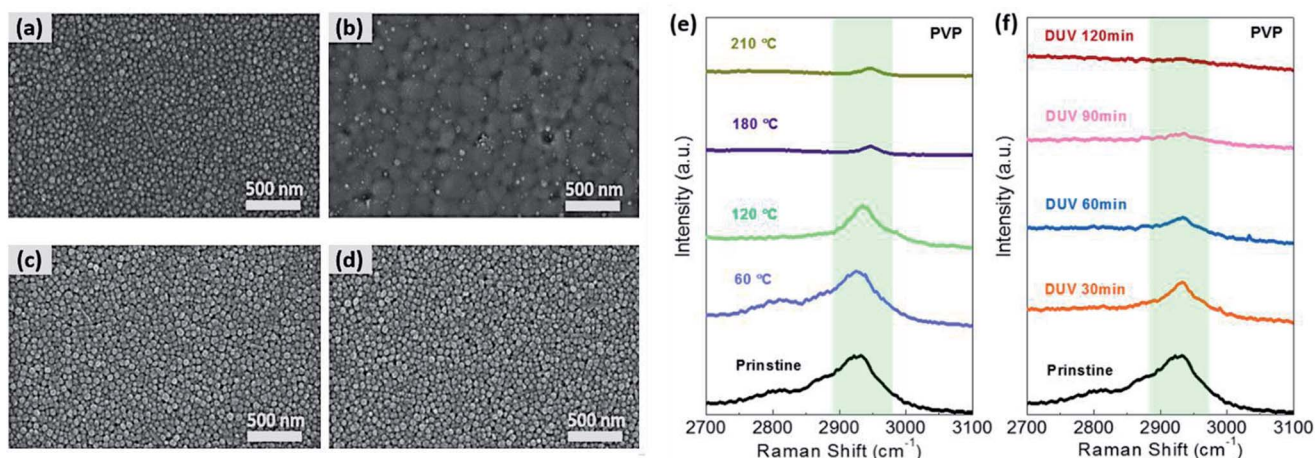 (a)
500 nm
(b)
500 nm
(c)
500 nm
(d)
500 nm
(e)
PVP
210 °C
180 °C
120 °C
60 °C
Prinstine
Intensity (a.u.)
2700 2800 2900 3000 3100
Raman Shift (cm⁻¹)
(f)
DUV 120min
PVP
DUV 90min
DUV 60min
DUV 30min
Prinstine
Intensity (a.u.)
2700 2800 2900 3000 3100
Raman Shift (cm⁻¹)